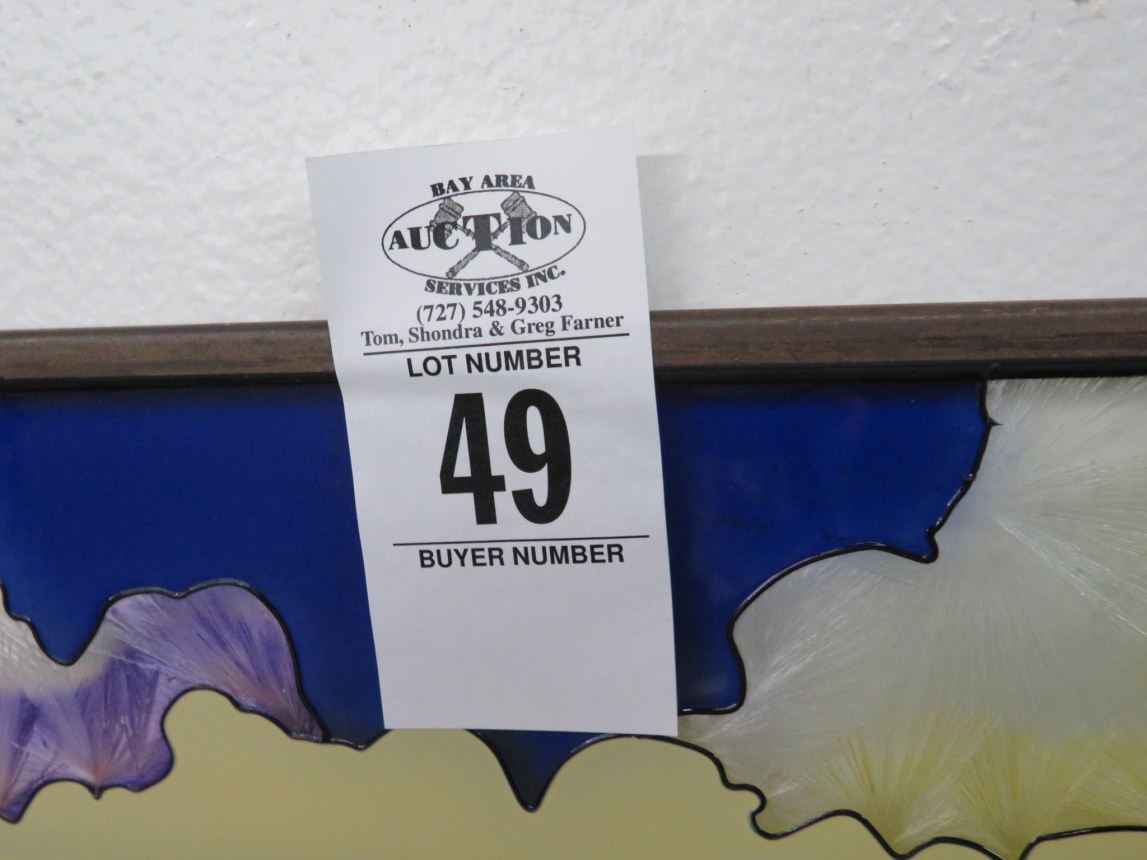 BAY AREA
AUCTION
SERVICES INC.
(727) 548-9303
Tom, Shondra & Greg Farner
LOT NUMBER
49
BUYER NUMBER